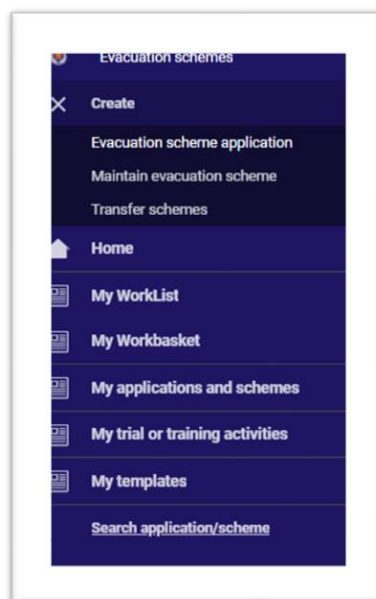 Evacuation schemes
Create
Evacuation scheme application
Maintain evacuation scheme
Transfer schemes
Home
My WorkList
My Workbasket
My applications and schemes
My trial or training activities
My templates
Search application/scheme